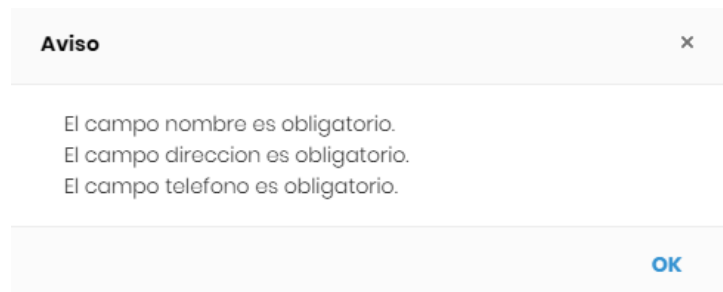 Aviso
×
El campo nombre es obligatorio.
El campo direccion es obligatorio.
El campo telefono es obligatorio.
OK